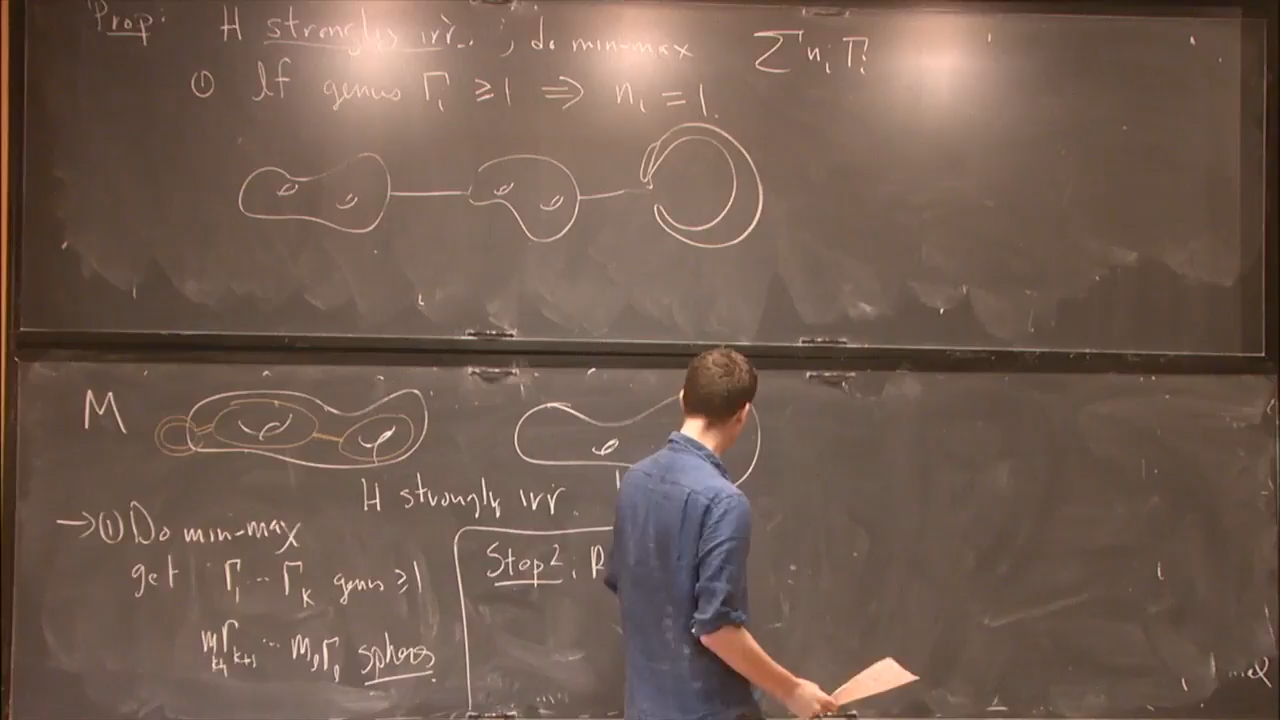 Prop: H strongly irr. ; do min-max ∑ n_i Γ_i
① If genus Γ_i ≥ 1 ⇒ n_i = 1.
M
H strongly irr.
→ ① Do min-max
get Γ_1 ... Γ_k genus ≥ 1
m_{k+1} Γ_{k+1} ... m_l Γ_l spheres
Step 2: